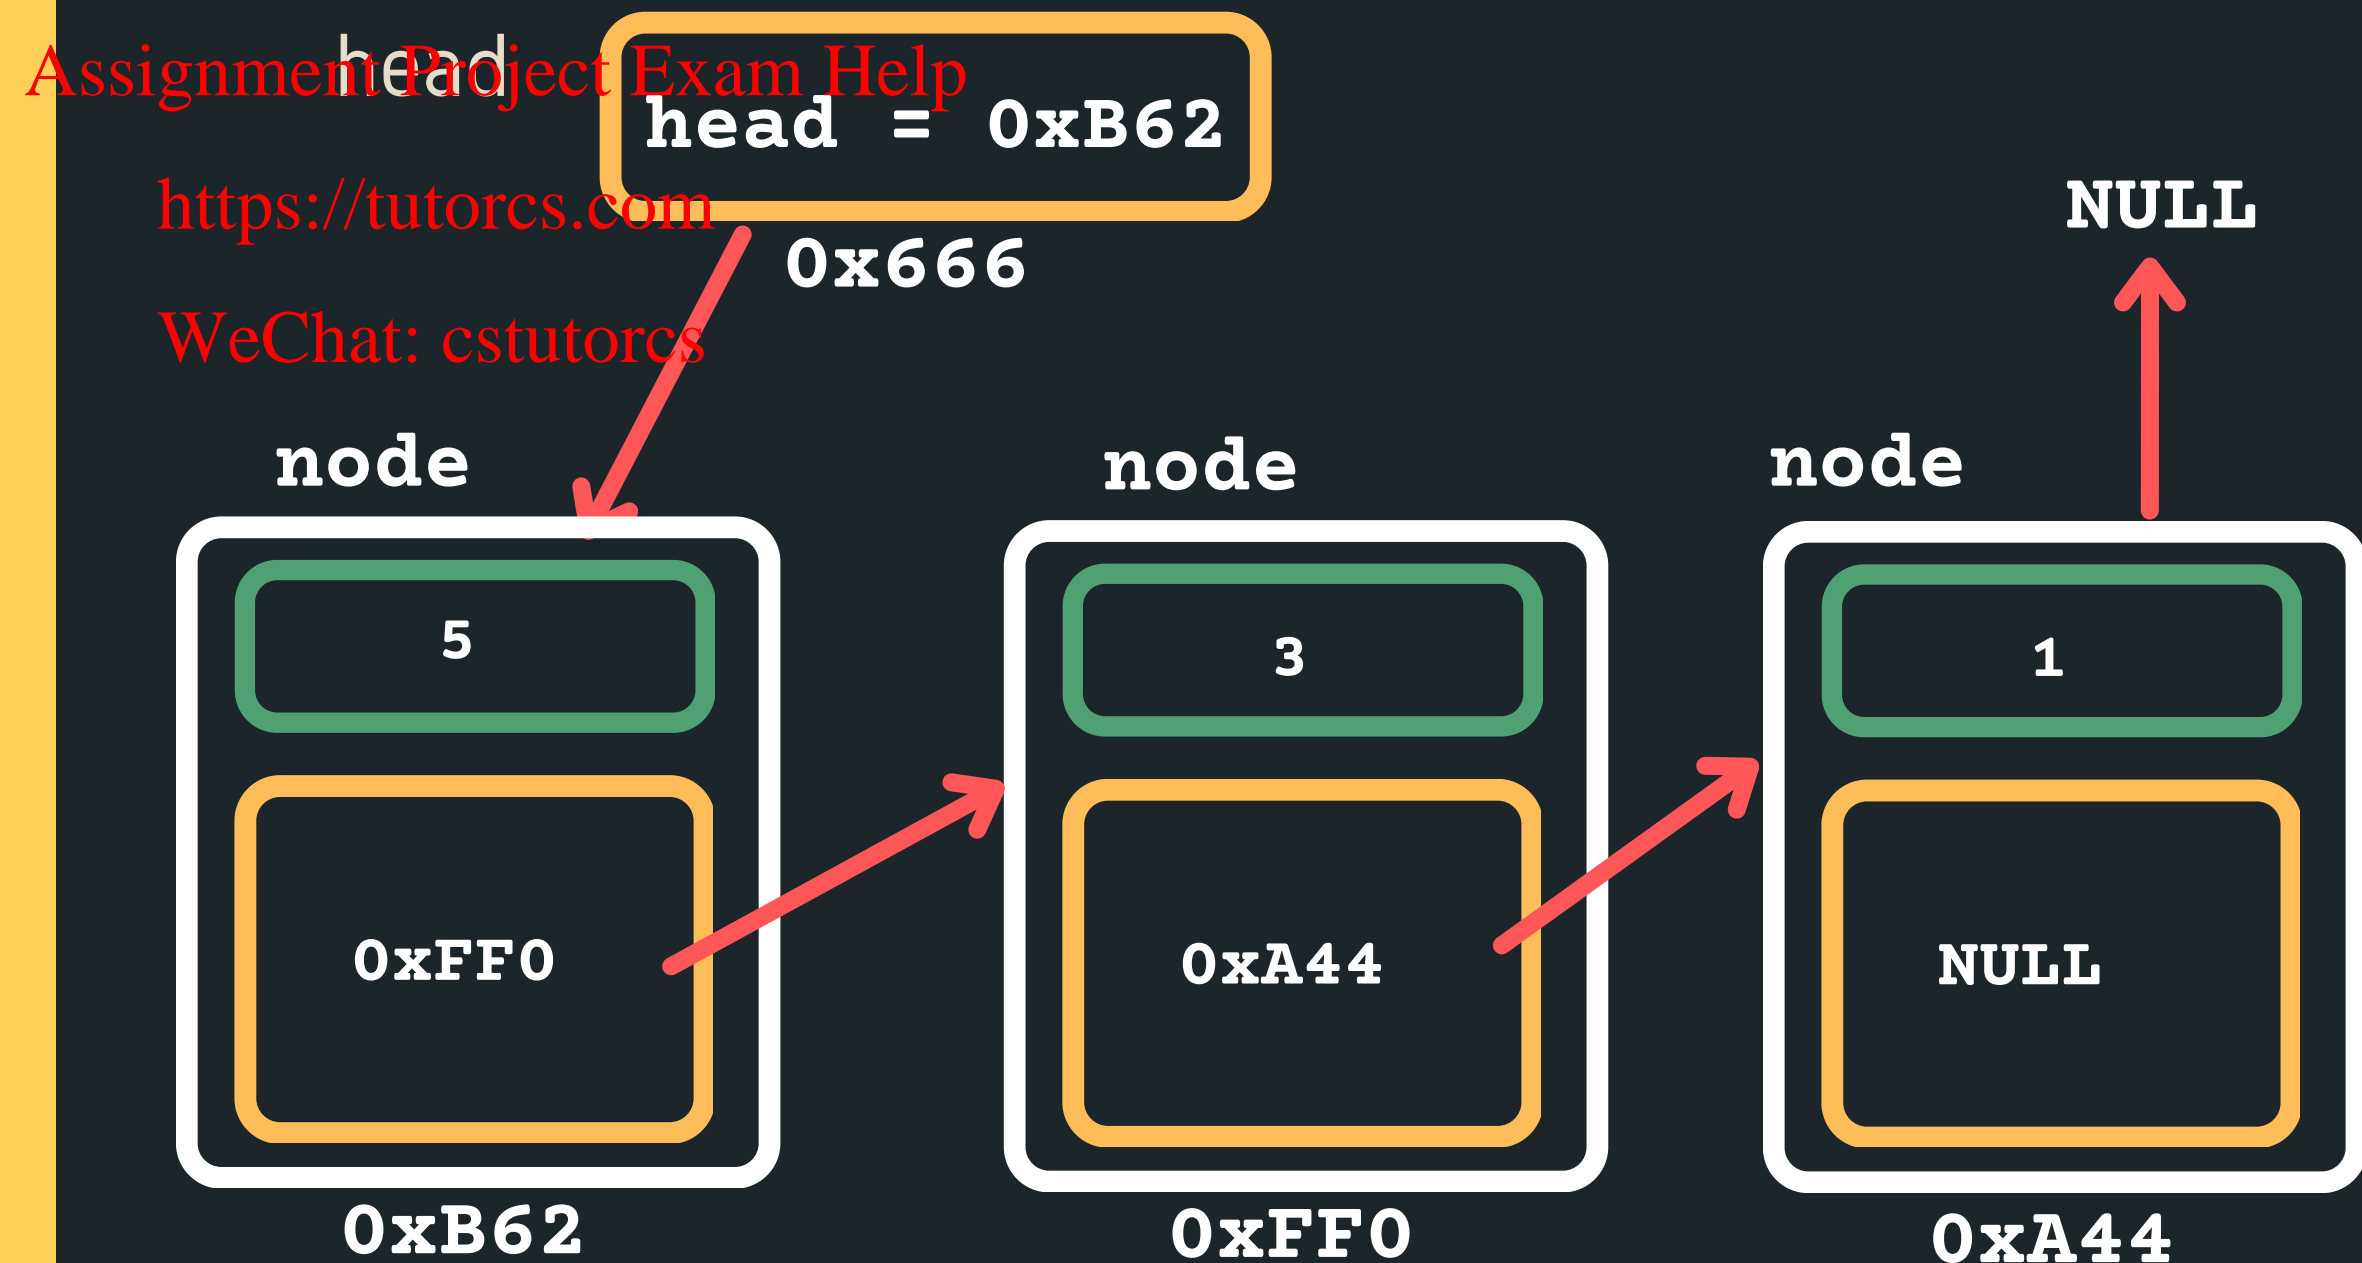 head
Assignment Project Exam Help
head = 0xB62
https://tutorcs.com
0x666
NULL
WeChat: cstutorcs
node
node
node
5
3
1
0xFF0
0xA44
NULL
0xB62
0xFF0
0xA44